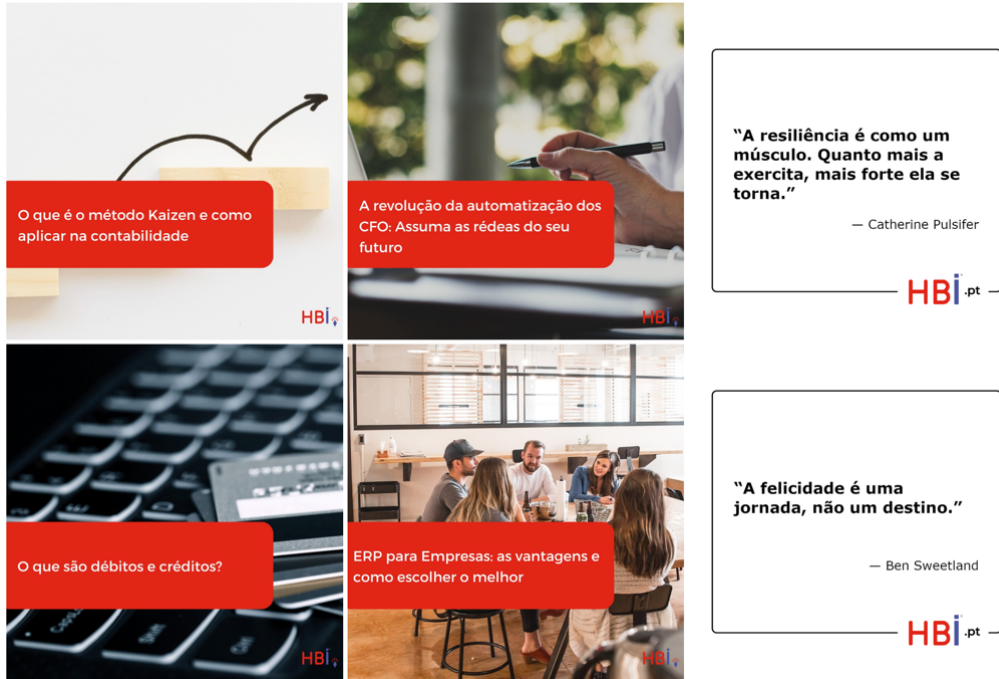 O que é o método Kaizen e como
aplicar na contabilidade
HBI
A revolução da automatização dos
CFO: Assuma as rédeas do seu
futuro
HBI
“A resiliência é como um
músculo. Quanto mais a
exercita, mais forte ela se
torna.”
— Catherine Pulsifer
HBI.pt
O que são débitos e créditos?
Shift
Ctrl
HBI
ERP para Empresas: as vantagens e
como escolher o melhor
HBI
“A felicidade é uma
jornada, não um destino.”
— Ben Sweetland
HBI.pt